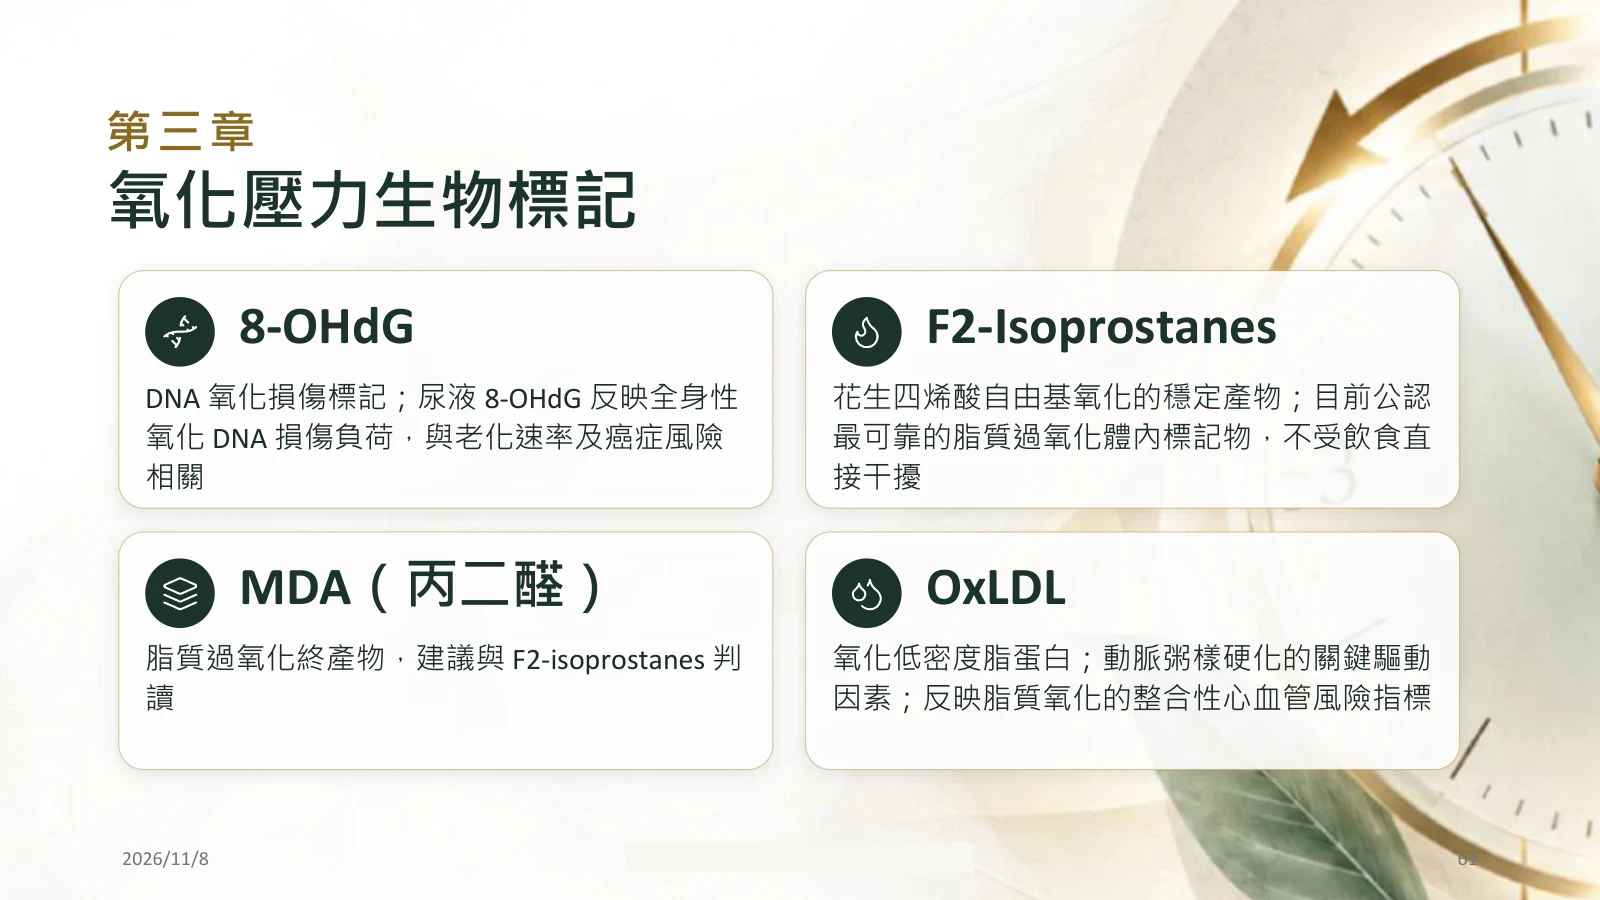 第三章
氧化壓力生物標記
8-OHdG
DNA 氧化損傷標記；尿液 8-OHdG 反映全身性
氧化 DNA 損傷負荷，與老化速率及癌症風險
相關
F2-Isoprostanes
花生四烯酸自由基氧化的穩定產物；目前公認
最可靠的脂質過氧化體內標記物，不受飲食直
接干擾
MDA（丙二醛）
脂質過氧化終產物，建議與 F2-isoprostanes 判
讀
OxLDL
氧化低密度脂蛋白；動脈粥樣硬化的關鍵驅動
因素；反映脂質氧化的整合性心血管風險指標
3
2026/11/8